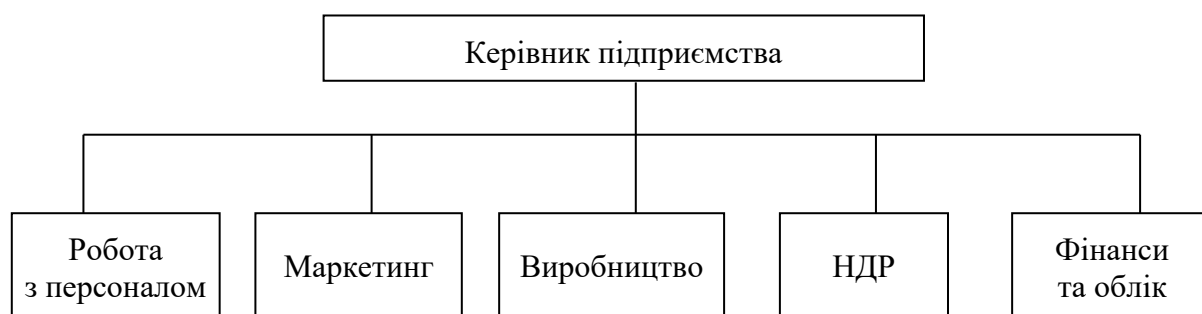 Керівник підприємства
Робота
з персоналом
Маркетинг
Виробництво
НДР
Фінанси
та облік